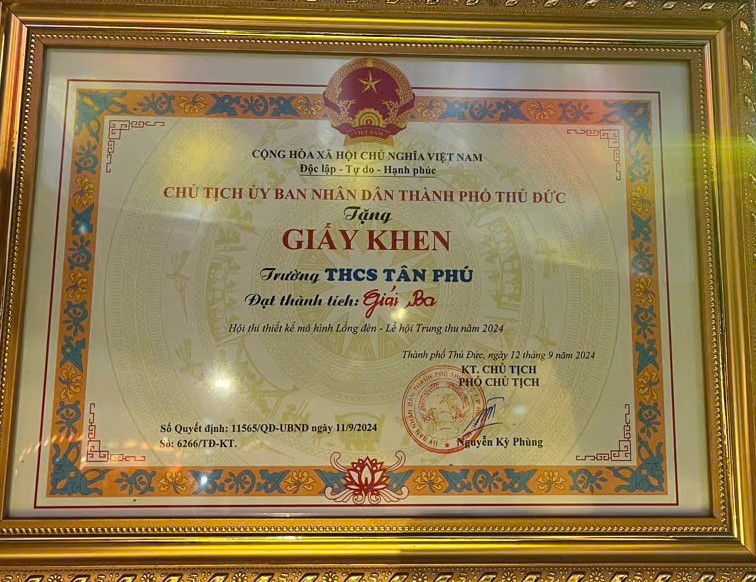 VIỆT NAM
CỘNG HÒA XÃ HỘI CHỦ NGHĨA VIỆT NAM
Độc lập - Tự do - Hạnh phúc
CHỦ TỊCH ỦY BAN NHÂN DÂN THÀNH PHỐ THỦ ĐỨC
Tặng
GIẤY KHEN
Trường THCS TÂN PHÚ
Đạt thành tích: Giải Ba
Hội thi thiết kế mô hình Lồng đèn - Lễ hội Trung thu năm 2024
Thành phố Thủ Đức, ngày 12 tháng 9 năm 2024
KT. CHỦ TỊCH
PHÓ CHỦ TỊCH
Số Quyết định: 11565/QĐ-UBND ngày 11/9/2024
Số: 6266/TĐ-KT.
Nguyễn Kỳ Phùng